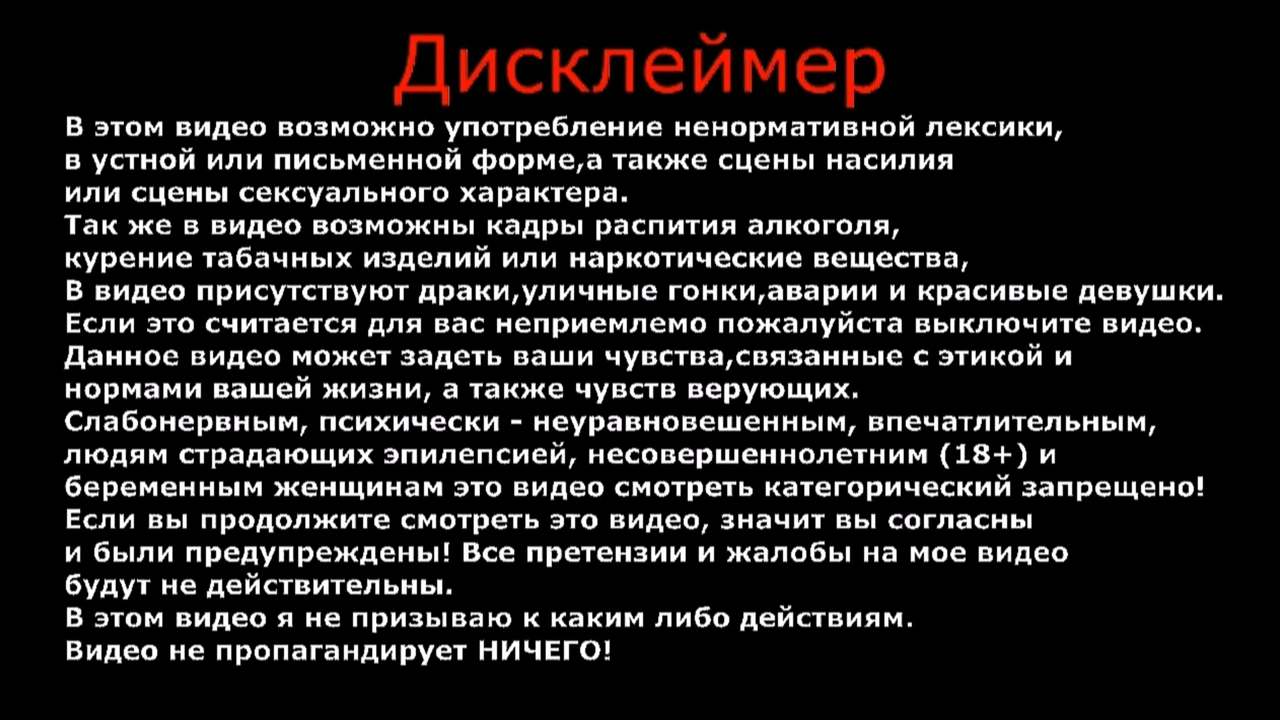 Дисклеймер
В этом видео возможно употребление ненормативной лексики,
в устной или письменной форме,а также сцены насилия
или сцены сексуального характера.
Так же в видео возможны кадры распития алкоголя,
курение табачных изделий или наркотические вещества,
В видео присутствуют драки,уличные гонки,аварии и красивые девушки.
Если это считается для вас неприемлемо пожалуйста выключите видео.
Данное видео может задеть ваши чувства,связанные с этикой и
нормами вашей жизни, а также чувств верующих.
Слабонервным, психически - неуравновешенным, впечатлительным,
людям страдающих эпилепсией, несовершеннолетним (18+) и
беременным женщинам это видео смотреть категорический запрещено!
Если вы продолжите смотреть это видео, значит вы согласны
и были предупреждены! Все претензии и жалобы на мое видео
будут не действительны.
В этом видео я не призываю к каким либо действиям.
Видео не пропагандирует НИЧЕГО!